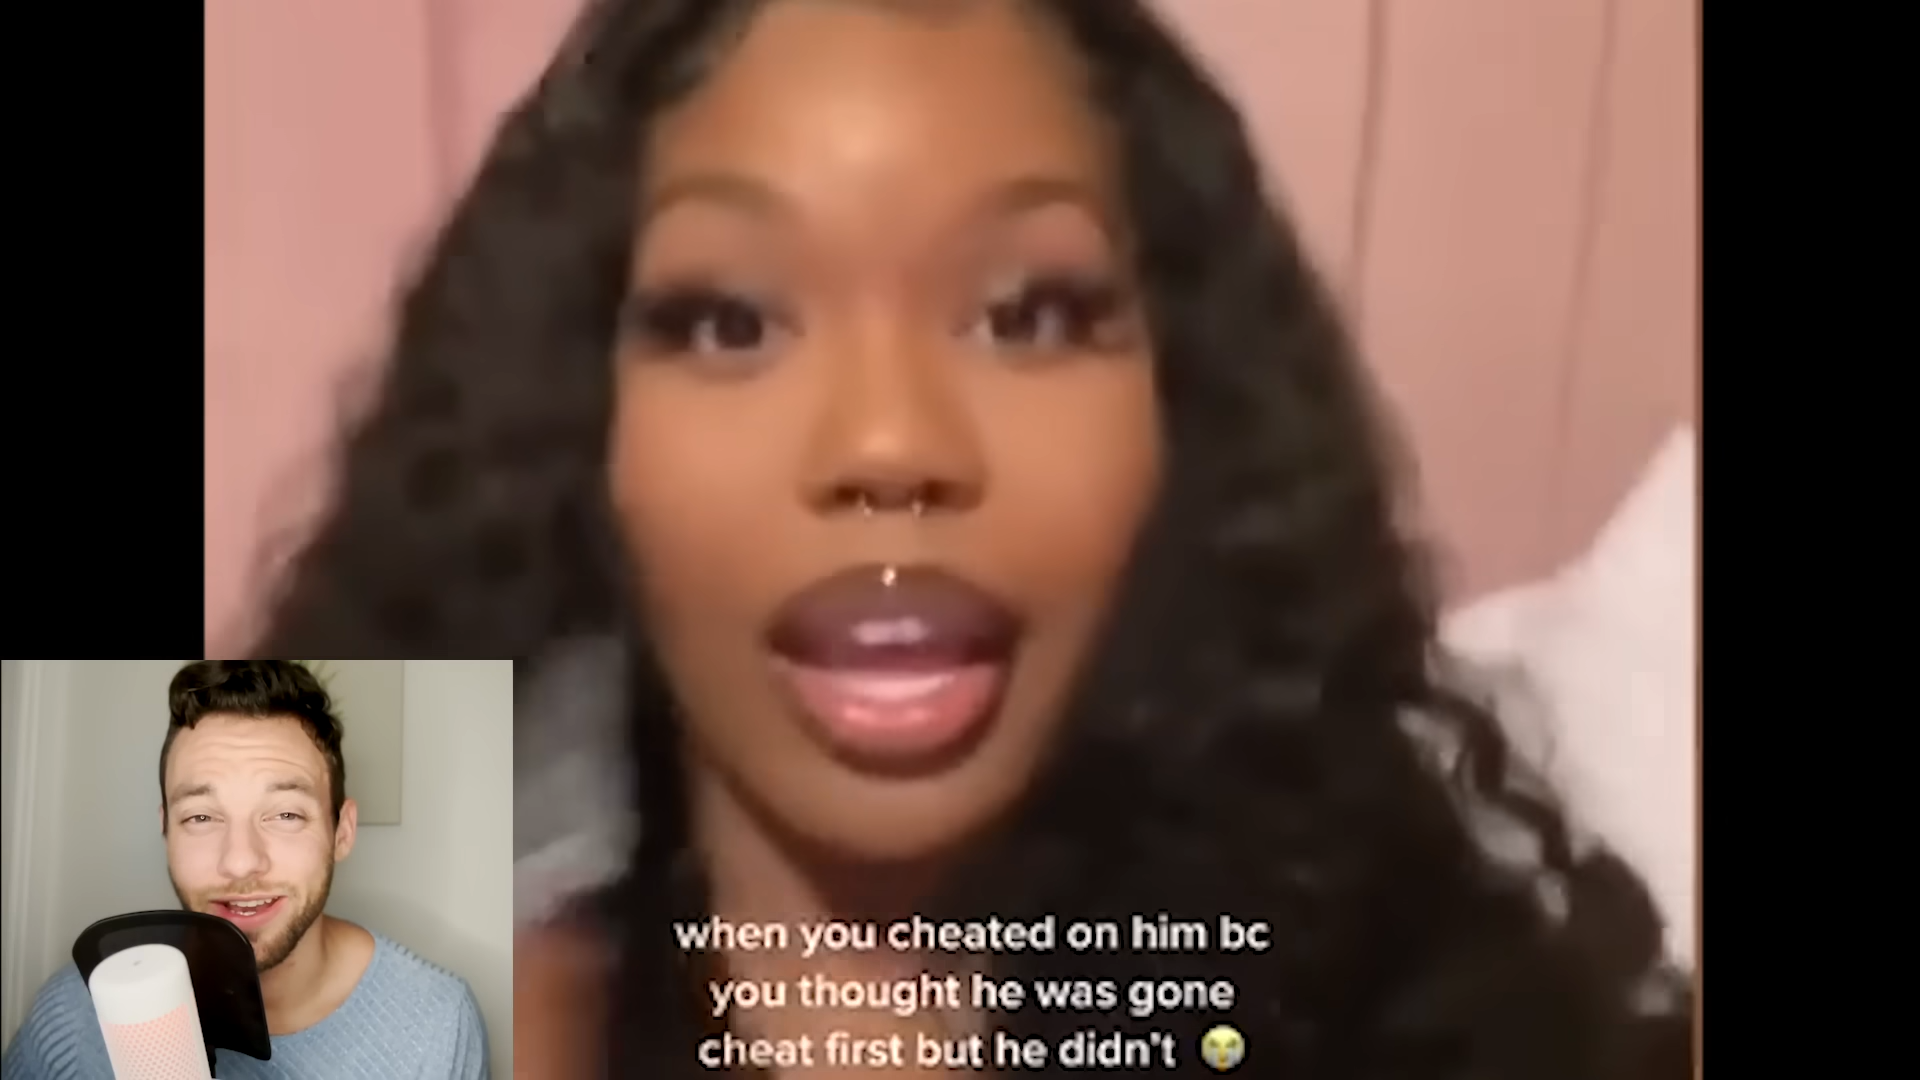 when you cheated on him bc
you thought he was gone
cheat first but he didn't 😭